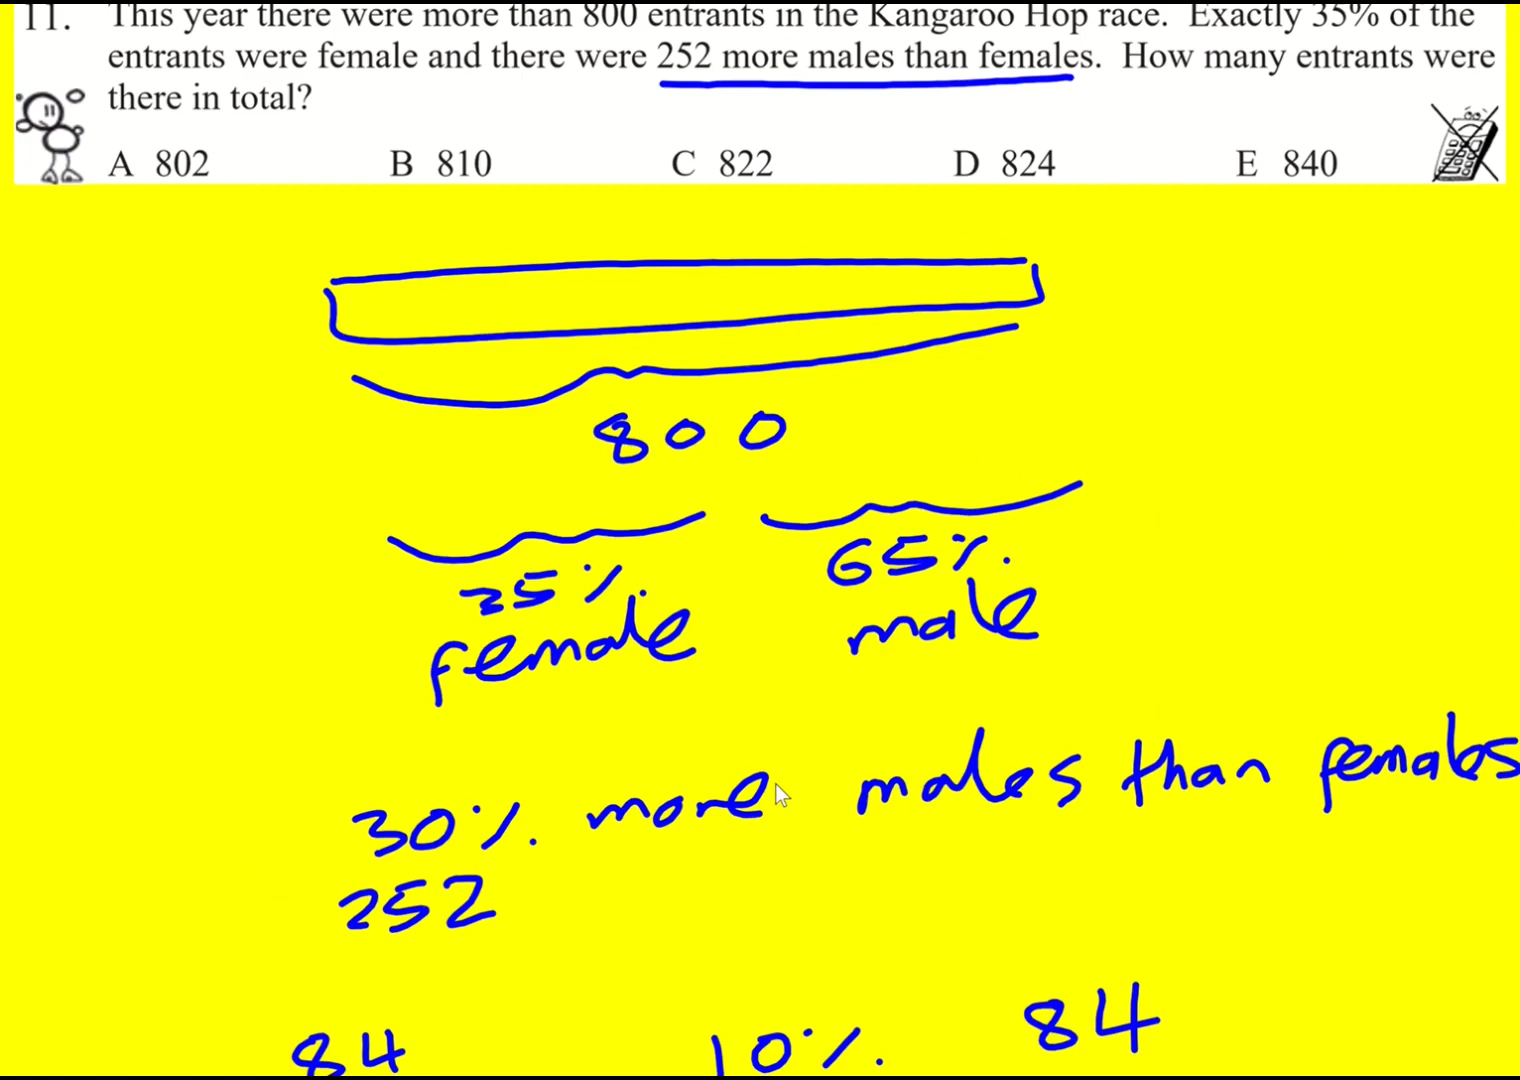 11. This year there were more than 800 entrants in the Kangaroo Hop race. Exactly 35% of the
entrants were female and there were 252 more males than females. How many entrants were
there in total?
A 802 B 810 C 822 D 824 E 840
800
35% 65%
female male
30% more males than females
252
84 10% 84